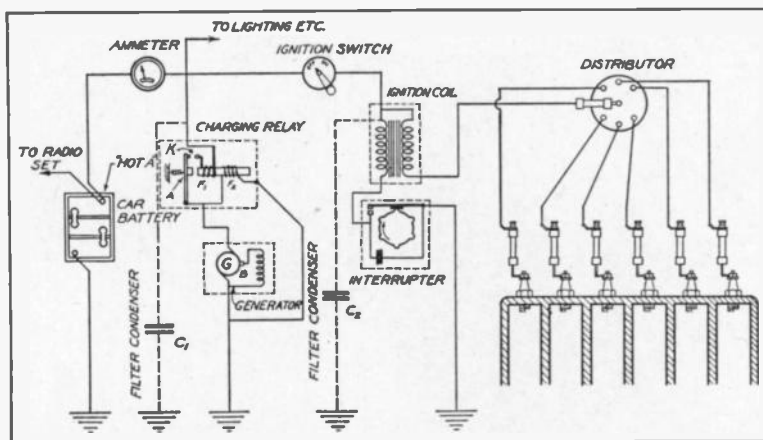 TO LIGHTING ETC.
AMMETER
IGNITION SWITCH
DISTRIBUTOR
IGNITION COIL
CHARGING RELAY
TO RADIO
SET
"HOT A"
K
F1
F2
A
CAR
BATTERY
G
B
GENERATOR
INTERRUPTER
FILTER CONDENSER
C1
FILTER CONDENSER
C2